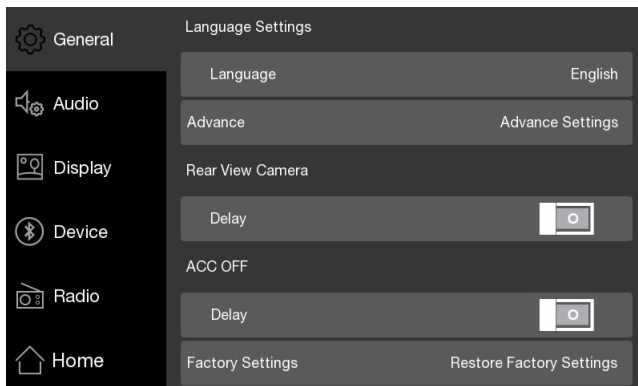 General
Audio
Display
Device
Radio
Home
Language Settings
Language English
Advance Advance Settings
Rear View Camera
Delay
ACC OFF
Delay
Factory Settings Restore Factory Settings